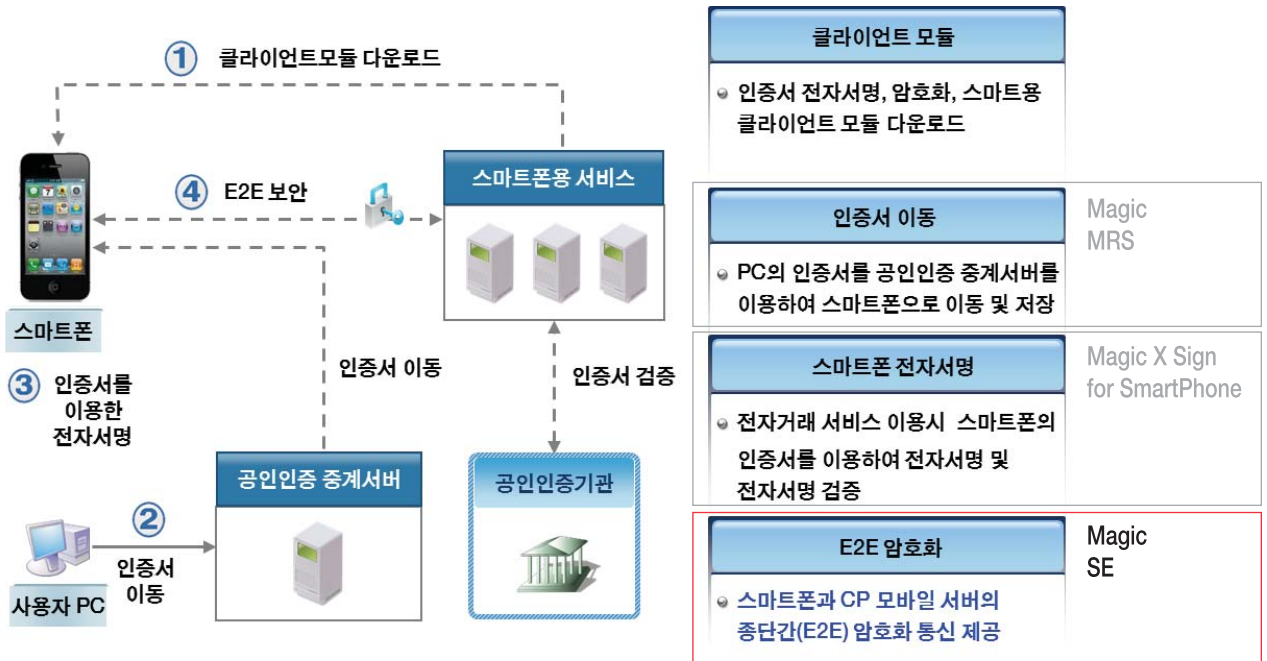 ① 클라이언트모듈 다운로드
④ E2E 보안
스마트폰용 서비스
스마트폰
③ 인증서를
이용한
전자서명
인증서 이동
인증서 검증
공인인증 중계서버
공인인증기관
②
인증서
이동
사용자 PC
클라이언트 모듈
인증서 전자서명, 암호화, 스마트용
클라이언트 모듈 다운로드
인증서 이동
Magic
MRS
PC의 인증서를 공인인증 중계서버를
이용하여 스마트폰으로 이동 및 저장
스마트폰 전자서명
Magic X Sign
for SmartPhone
전자거래 서비스 이용시 스마트폰의
인증서를 이용하여 전자서명 및
전자서명 검증
E2E 암호화
Magic
SE
스마트폰과 CP 모바일 서버의
종단간(E2E) 암호화 통신 제공